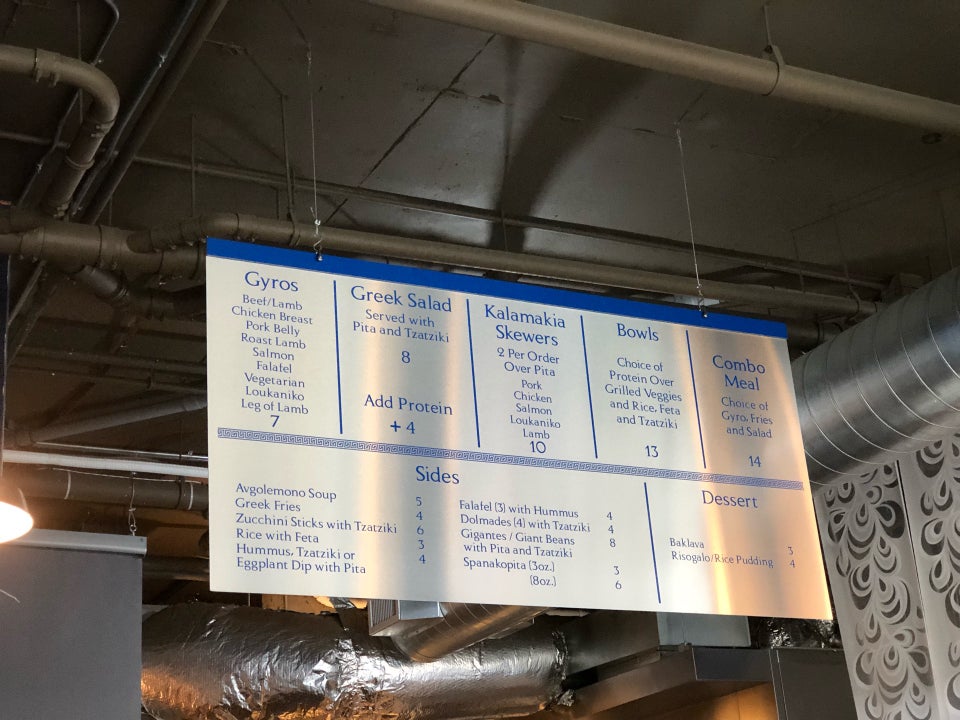 Gyros
Beef/Lamb
Chicken Breast
Pork Belly
Roast Lamb
Salmon
Falafel
Vegetarian
Loukaniko
Leg of Lamb
7
Greek Salad
Served with
Pita and Tzatziki
8
Add Protein
+ 4
Kalamakia
Skewers
2 Per Order
Over Pita
Pork
Chicken
Salmon
Loukaniko
Lamb
10
Bowls
Choice of
Protein Over
Grilled Veggies
and Rice, Feta
and Tzatziki
13
Combo
Meal
Choice of
Gyro, Fries
and Salad
14
Sides
Avgolemono Soup 5
Greek Fries 4
Zucchini Sticks with Tzatziki 6
Rice with Feta 3
Hummus, Tzatziki or 4
Eggplant Dip with Pita
Falafel (3) with Hummus 4
Dolmades (4) with Tzatziki 4
Gigantes / Giant Beans 8
with Pita and Tzatziki
Spanakopita (3oz.) 3
(8oz.) 6
Dessert
Baklava 3
Risogalo/Rice Pudding 4